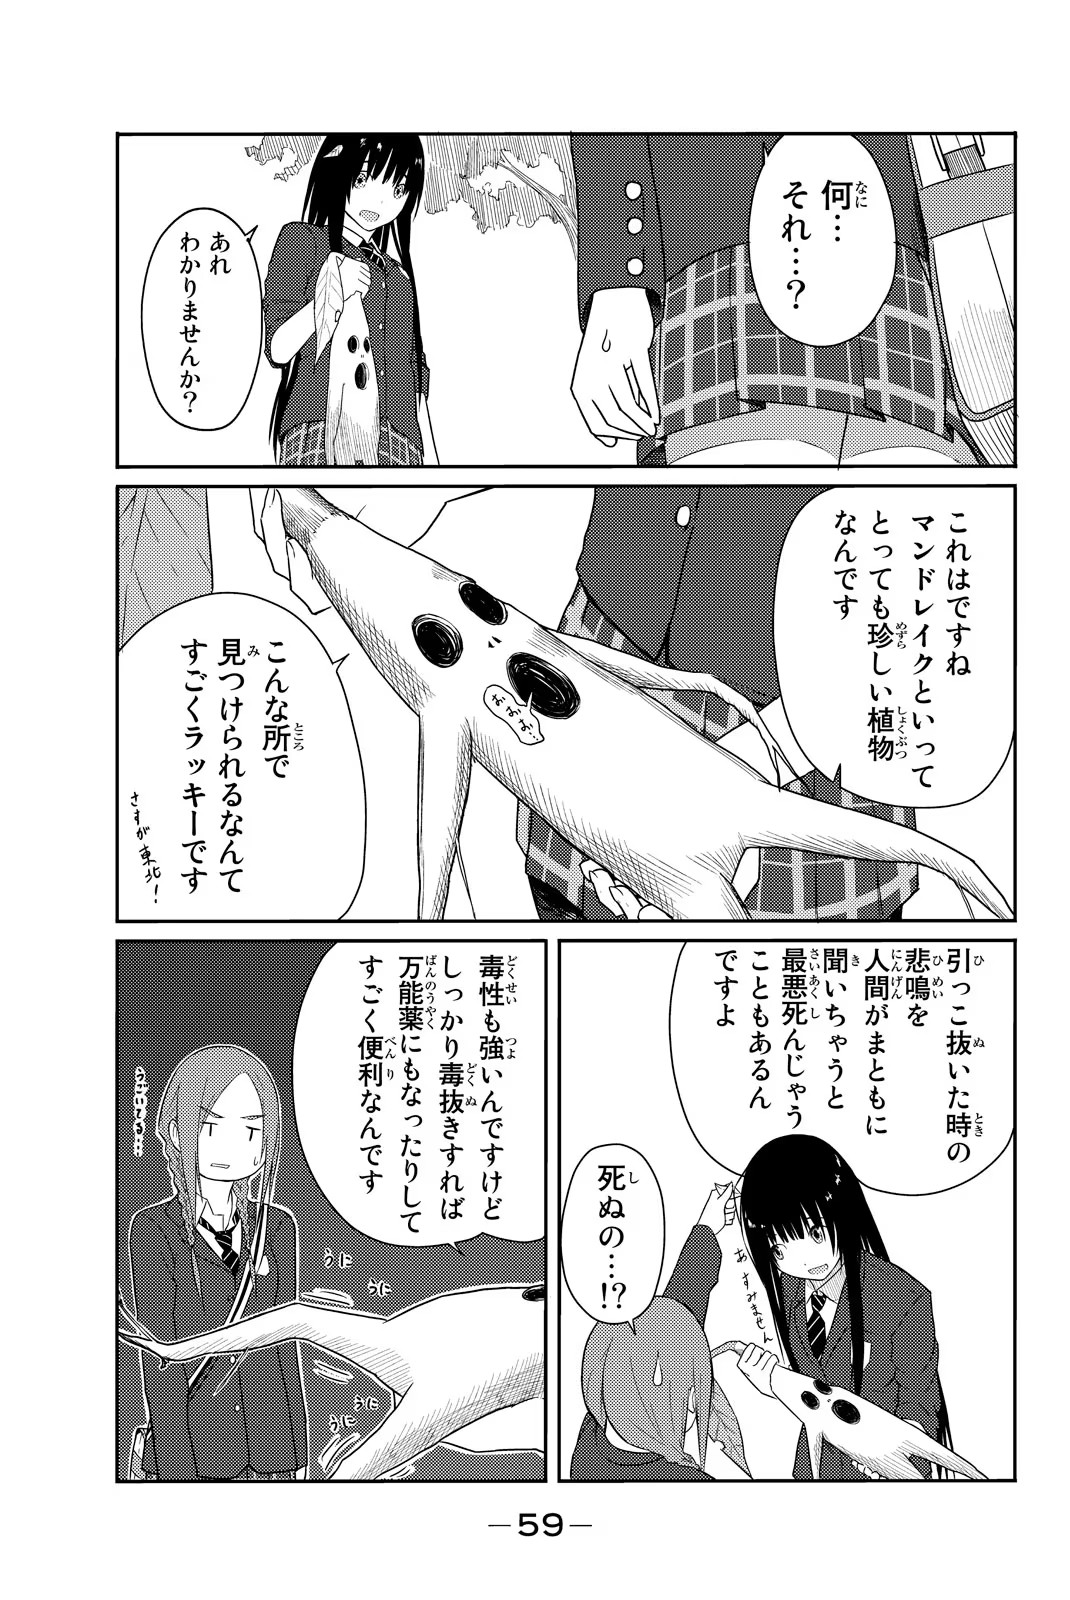 何…
それ…?
あれ
わかりませんか?
これはですね
マンドレイクといって
とっても珍しい植物
なんです
おおお…
こんな所で
見つけられるなんて
すごくラッキーです
さすが東北!
引っこ抜いた時の
悲鳴を
人間がまともに
聞いちゃうと
最悪死んじゃう
こともあるん
ですよ
あ すみません
死ぬの…!?
毒性も強いんですけど
しっかり毒抜きすれば
万能薬にもなったりして
すごく便利なんです
うごいてる…
うに
うに
うに
うに
—59—